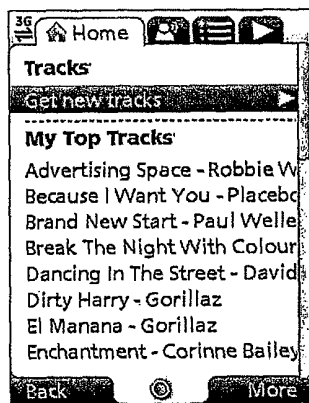 3G
Home
Tracks
Get new tracks
My Top Tracks
Advertising Space - Robbie W
Because I Want You - Placebo
Brand New Start - Paul Welle
Break The Night With Colour
Dancing In The Street - David
Dirty Harry - Gorillaz
El Manana - Gorillaz
Enchantment - Corinne Bailey
Back More